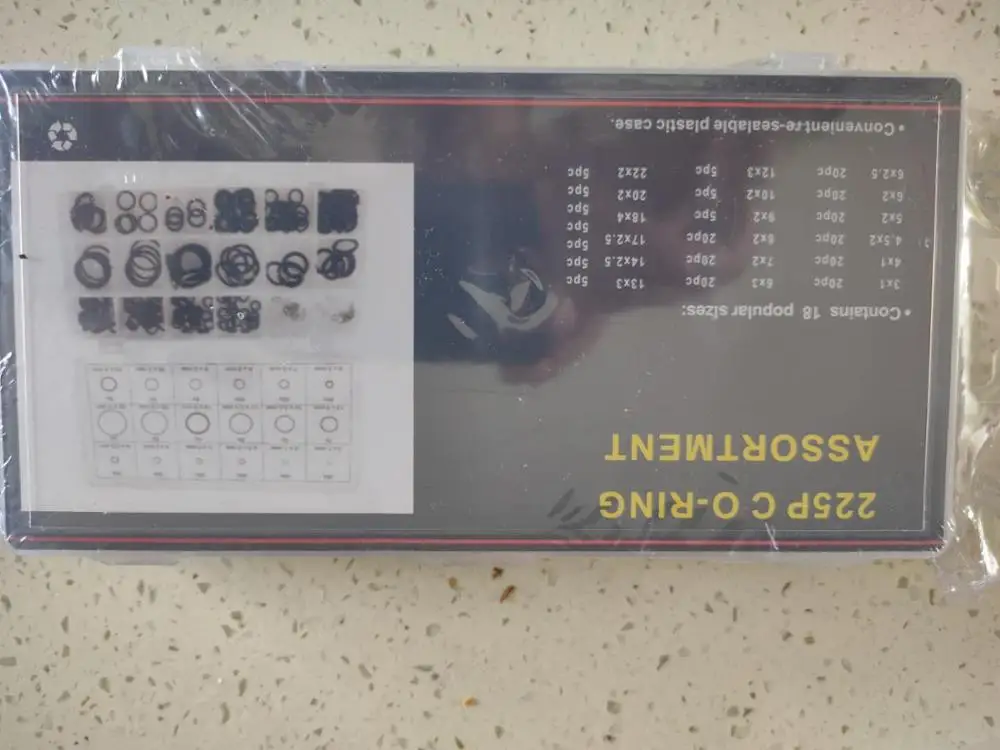 225P C O-RING
ASSORTMENT
• Contains 18 popular sizes:
3x1 20pc 6x3 20pc 13x3 5pc
4x1 20pc 7x2 20pc 14x2.5 5pc
4.5x2 20pc 8x2 20pc 17x2.5 5pc
5x2 20pc 9x2 5pc 18x4 5pc
6x2 20pc 10x2 5pc 20x2 5pc
6x2.5 20pc 12x3 5pc 22x2 5pc
• Convenient re-sealable plastic case.